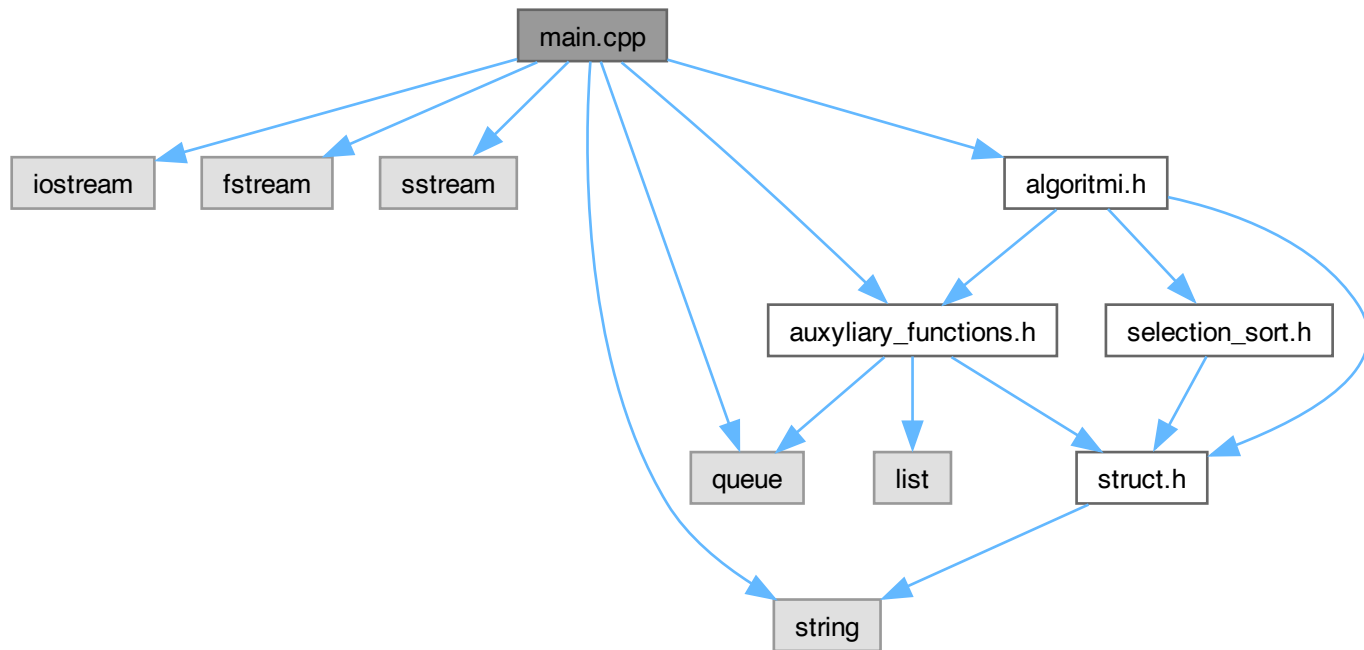 main.cpp
iostream
fstream
sstream
algoritmi.h
auxyliary_functions.h
selection_sort.h
queue
list
struct.h
string